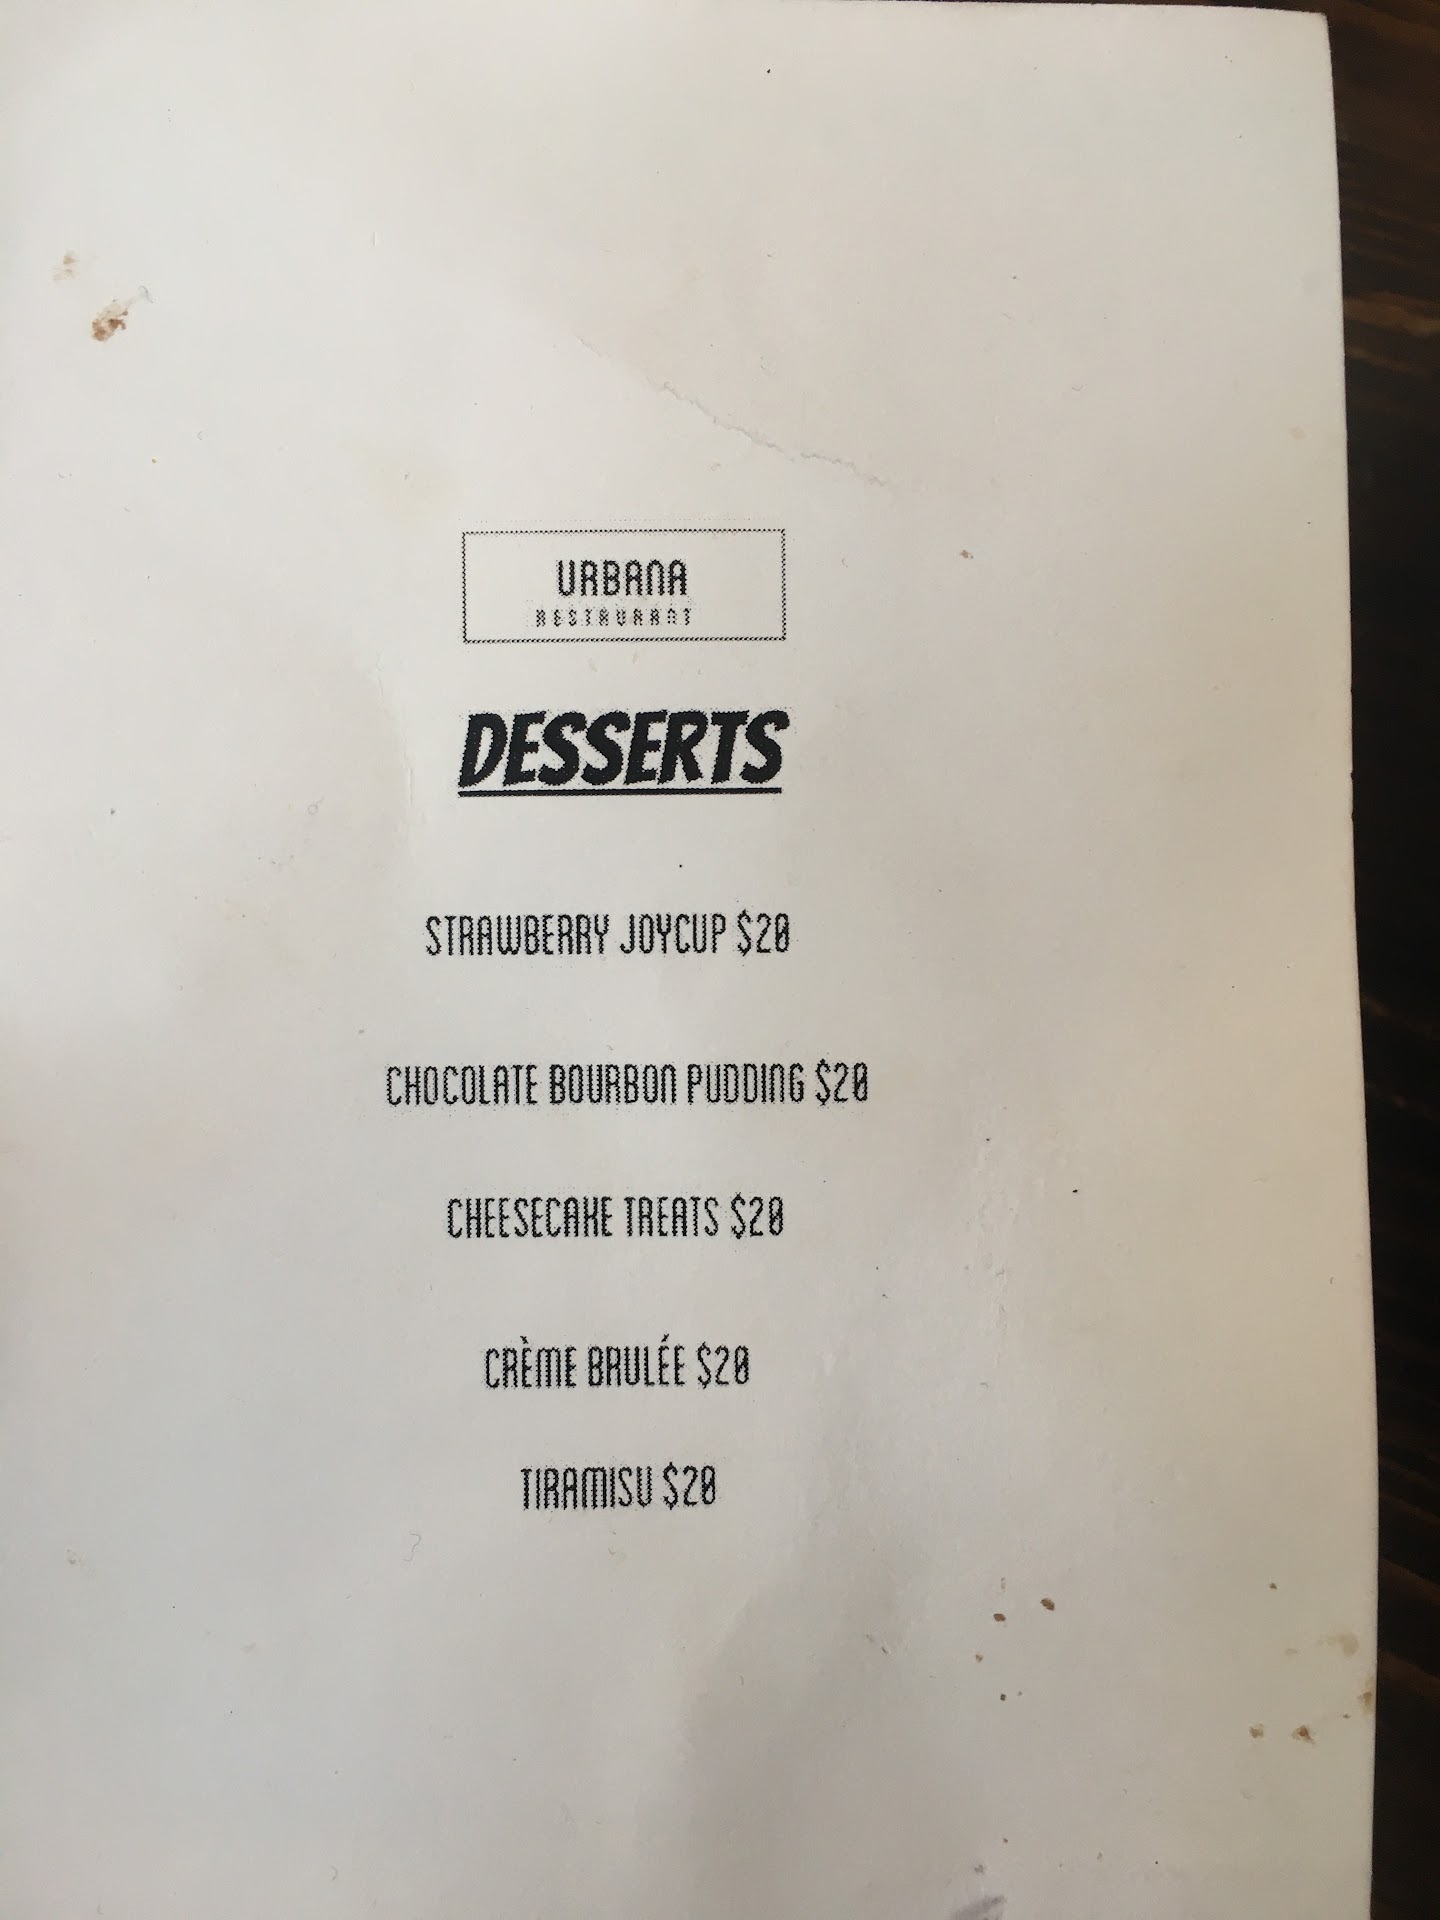 URBANA
RESTAURANT
DESSERTS
STRAWBERRY JOYCUP $20
CHOCOLATE BOURBON PUDDING $20
CHEESECAKE TREATS $20
CRÈME BRULÉE $20
TIRAMISU $20